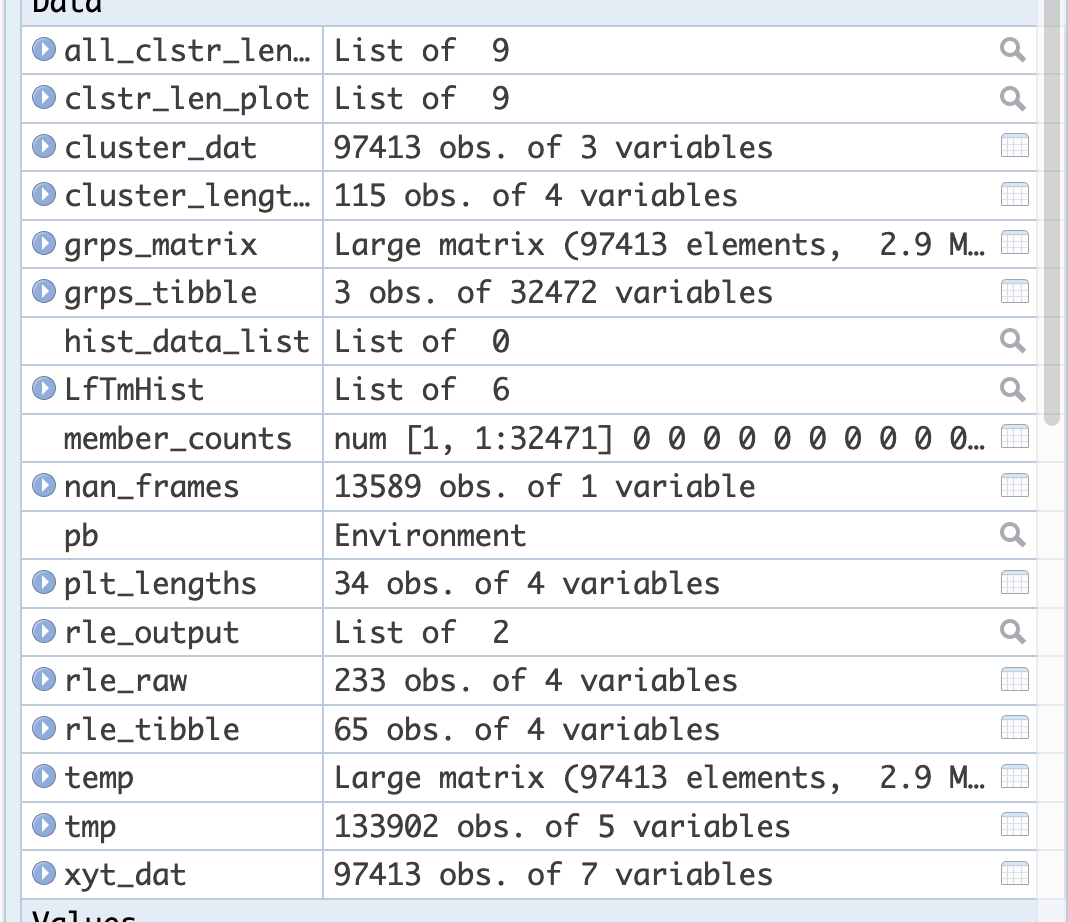 Data
all_clstr_len… List of 9
clstr_len_plot List of 9
cluster_dat 97413 obs. of 3 variables
cluster_lengt… 115 obs. of 4 variables
grps_matrix Large matrix (97413 elements, 2.9 M…
grps_tibble 3 obs. of 32472 variables
hist_data_list List of 0
LfTmHist List of 6
member_counts num [1, 1:32471] 0 0 0 0 0 0 0 0 0 0…
nan_frames 13589 obs. of 1 variable
pb Environment
plt_lengths 34 obs. of 4 variables
rle_output List of 2
rle_raw 233 obs. of 4 variables
rle_tibble 65 obs. of 4 variables
temp Large matrix (97413 elements, 2.9 M…
tmp 133902 obs. of 5 variables
xyt_dat 97413 obs. of 7 variables
Values